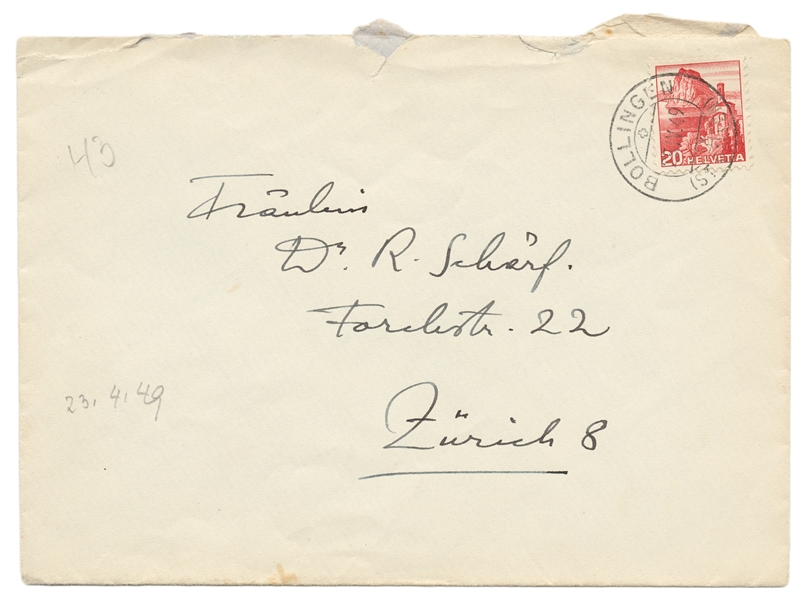 BOLLINGEN
20 HELVETIA
43
Fräulein
Dr. R. Schärf.
Forchstr. 22
23. 4. 49
Zürich 8